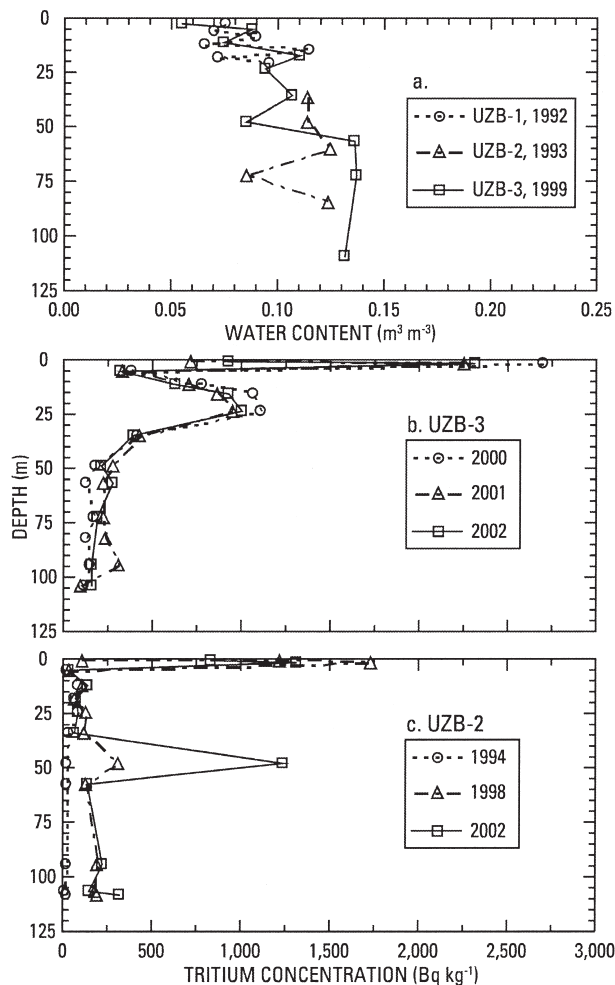 0
25
50
75
100
125
a.
UZB-1, 1992
UZB-2, 1993
UZB-3, 1999
0.00 0.05 0.10 0.15 0.20 0.25
WATER CONTENT (m³ m⁻³)
DEPTH (m)
0
25
50
75
100
125
b. UZB-3
2000
2001
2002
0
25
50
75
100
125
c. UZB-2
1994
1998
2002
0 500 1,000 1,500 2,000 2,500 3,000
TRITIUM CONCENTRATION (Bq kg⁻¹)